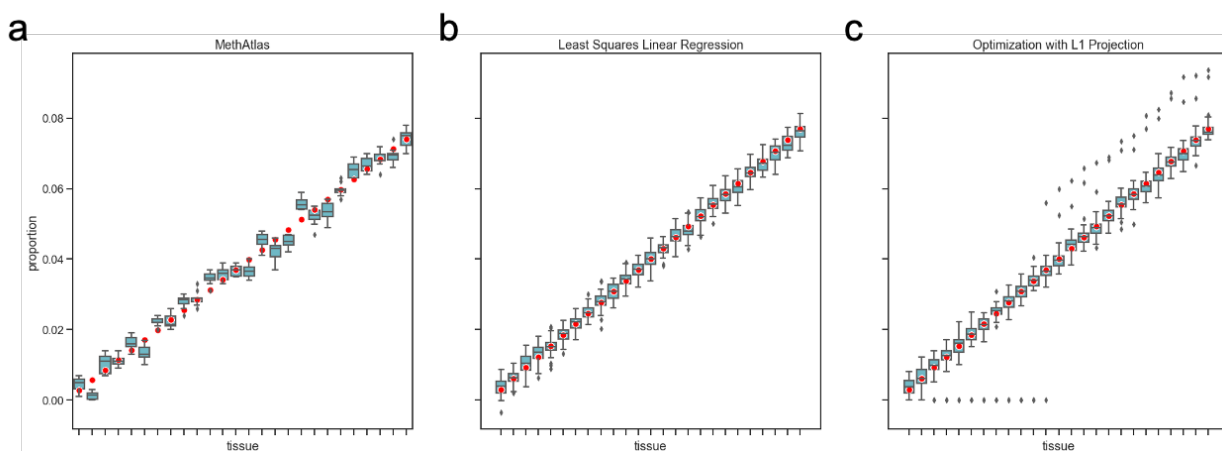 a b c
MethAtlas Least Squares Linear Regression Optimization with L1 Projection
0.08
0.06
0.04
0.02
0.00
proportion
tissue tissue tissue